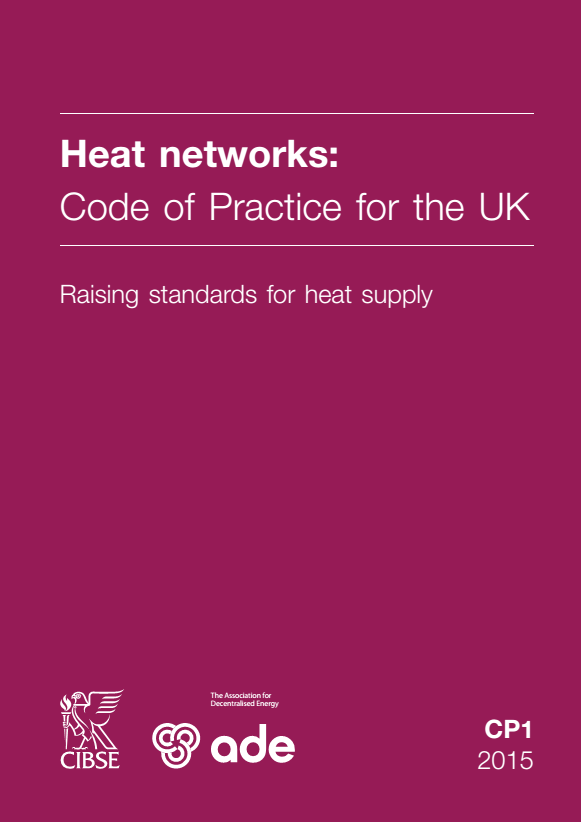 Heat networks:
Code of Practice for the UK
Raising standards for heat supply
The Association for
Decentralised Energy
CIBSE
ade
CP1
2015